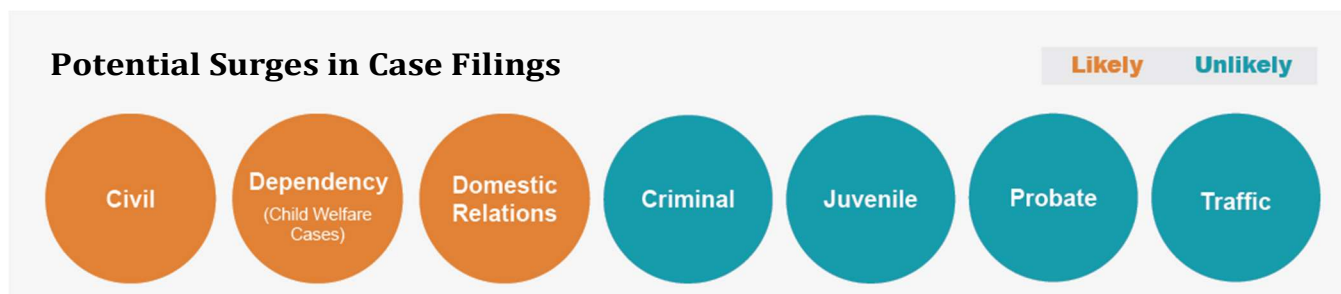 Potential Surges in Case Filings
Likely Unlikely
Civil
Dependency
(Child Welfare
Cases)
Domestic
Relations
Criminal
Juvenile
Probate
Traffic